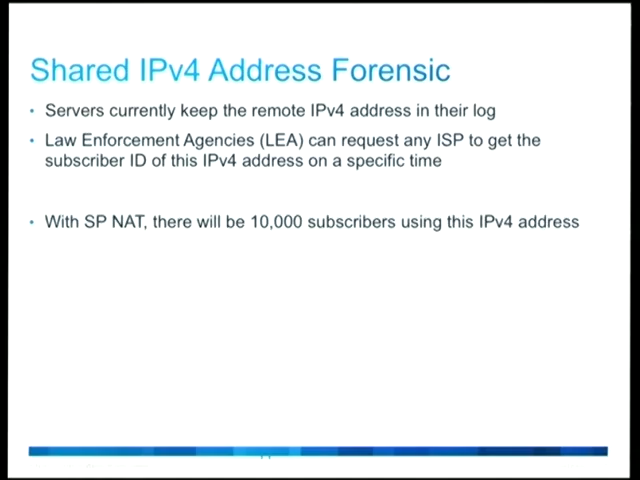 Shared IPv4 Address Forensic
• Servers currently keep the remote IPv4 address in their log
• Law Enforcement Agencies (LEA) can request any ISP to get the
subscriber ID of this IPv4 address on a specific time
• With SP NAT, there will be 10,000 subscribers using this IPv4 address